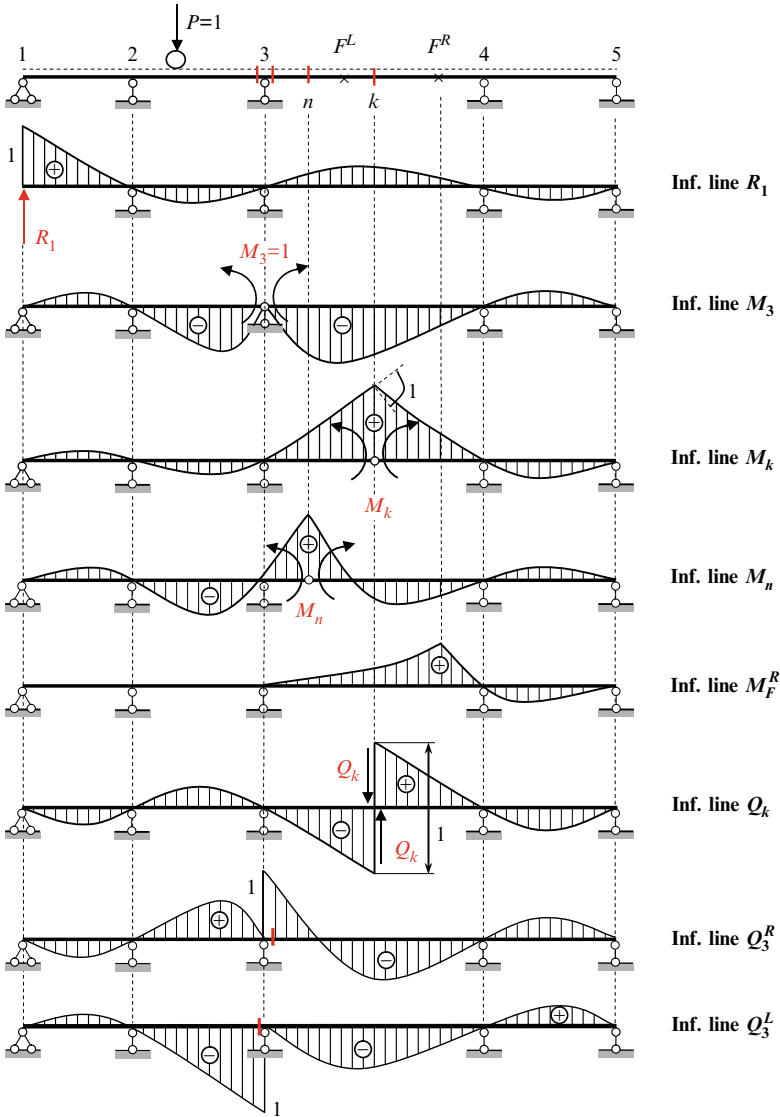 P=1
1 2 3 F^L F^R 4 5
n k
1
R_1
Inf. line R_1
M_3=1
Inf. line M_3
1
M_k
Inf. line M_k
M_n
Inf. line M_n
Inf. line M_F^R
Q_k
Q_k
1
Inf. line Q_k
1
Inf. line Q_3^R
1
Inf. line Q_3^L